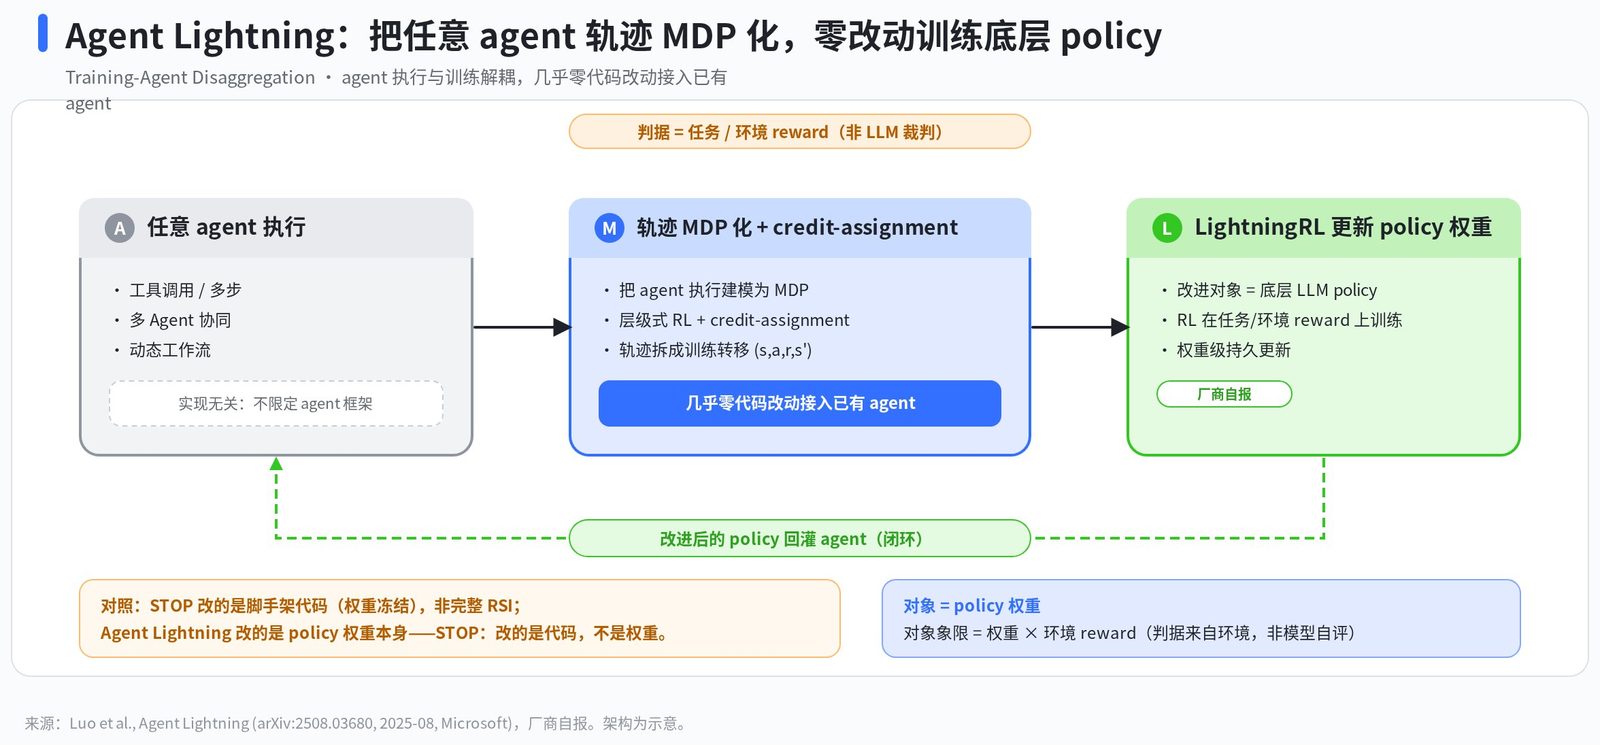 Agent Lightning：把任意 agent 轨迹 MDP 化，零改动训练底层 policy
Training-Agent Disaggregation · agent 执行与训练解耦，几乎零代码改动接入已有
agent
判据 = 任务 / 环境 reward（非 LLM 裁判）
A 任意 agent 执行
· 工具调用 / 多步
· 多 Agent 协同
· 动态工作流
实现无关：不限定 agent 框架
M 轨迹 MDP 化 + credit-assignment
· 把 agent 执行建模为 MDP
· 层级式 RL + credit-assignment
· 轨迹拆成训练转移 (s,a,r,s')
几乎零代码改动接入已有 agent
L LightningRL 更新 policy 权重
· 改进对象 = 底层 LLM policy
· RL 在任务/环境 reward 上训练
· 权重级持久更新
厂商自报
改进后的 policy 回灌 agent（闭环）
对照：STOP 改的是脚手架代码（权重冻结），非完整 RSI；
Agent Lightning 改的是 policy 权重本身——STOP：改的是代码，不是权重。
对象 = policy 权重
对象象限 = 权重 × 环境 reward（判据来自环境，非模型自评）
来源：Luo et al., Agent Lightning (arXiv:2508.03680, 2025-08, Microsoft)，厂商自报。架构为示意。